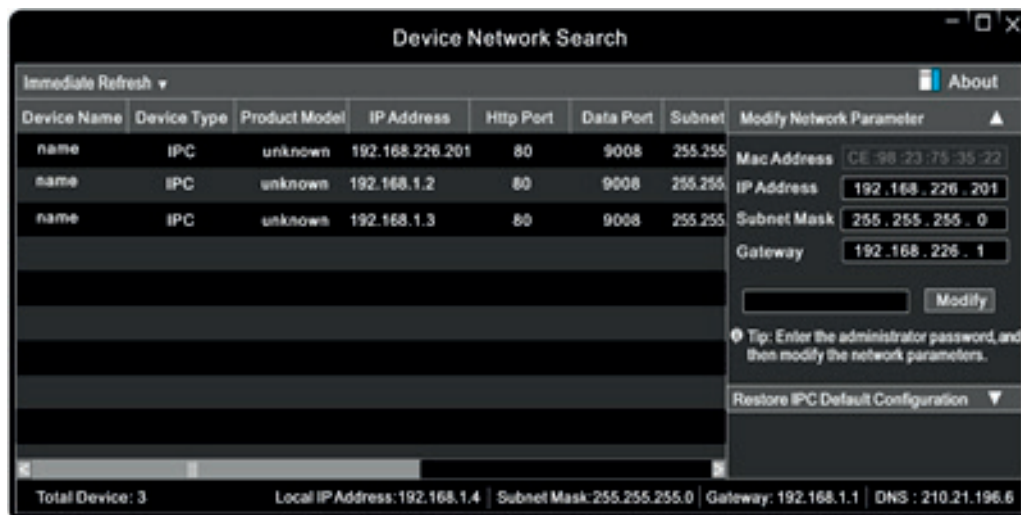 Device Network Search
Immediate Refresh
About
Device Name Device Type Product Model IP Address Http Port Data Port Subnet
name IPC unknown 192.168.226.201 80 9008 255.255
name IPC unknown 192.168.1.2 80 9008 255.255.
name IPC unknown 192.168.1.3 80 9008 255.255.
Modify Network Parameter
Mac Address CE:98:23:75:35:22
IP Address 192.168.226.201
Subnet Mask 255.255.255.0
Gateway 192.168.226.1
Modify
Tip: Enter the administrator password, and
then modify the network parameters.
Restore IPC Default Configuration
Total Device: 3 Local IP Address:192.168.1.4 Subnet Mask:255.255.255.0 Gateway: 192.168.1.1 DNS : 210.21.196.6